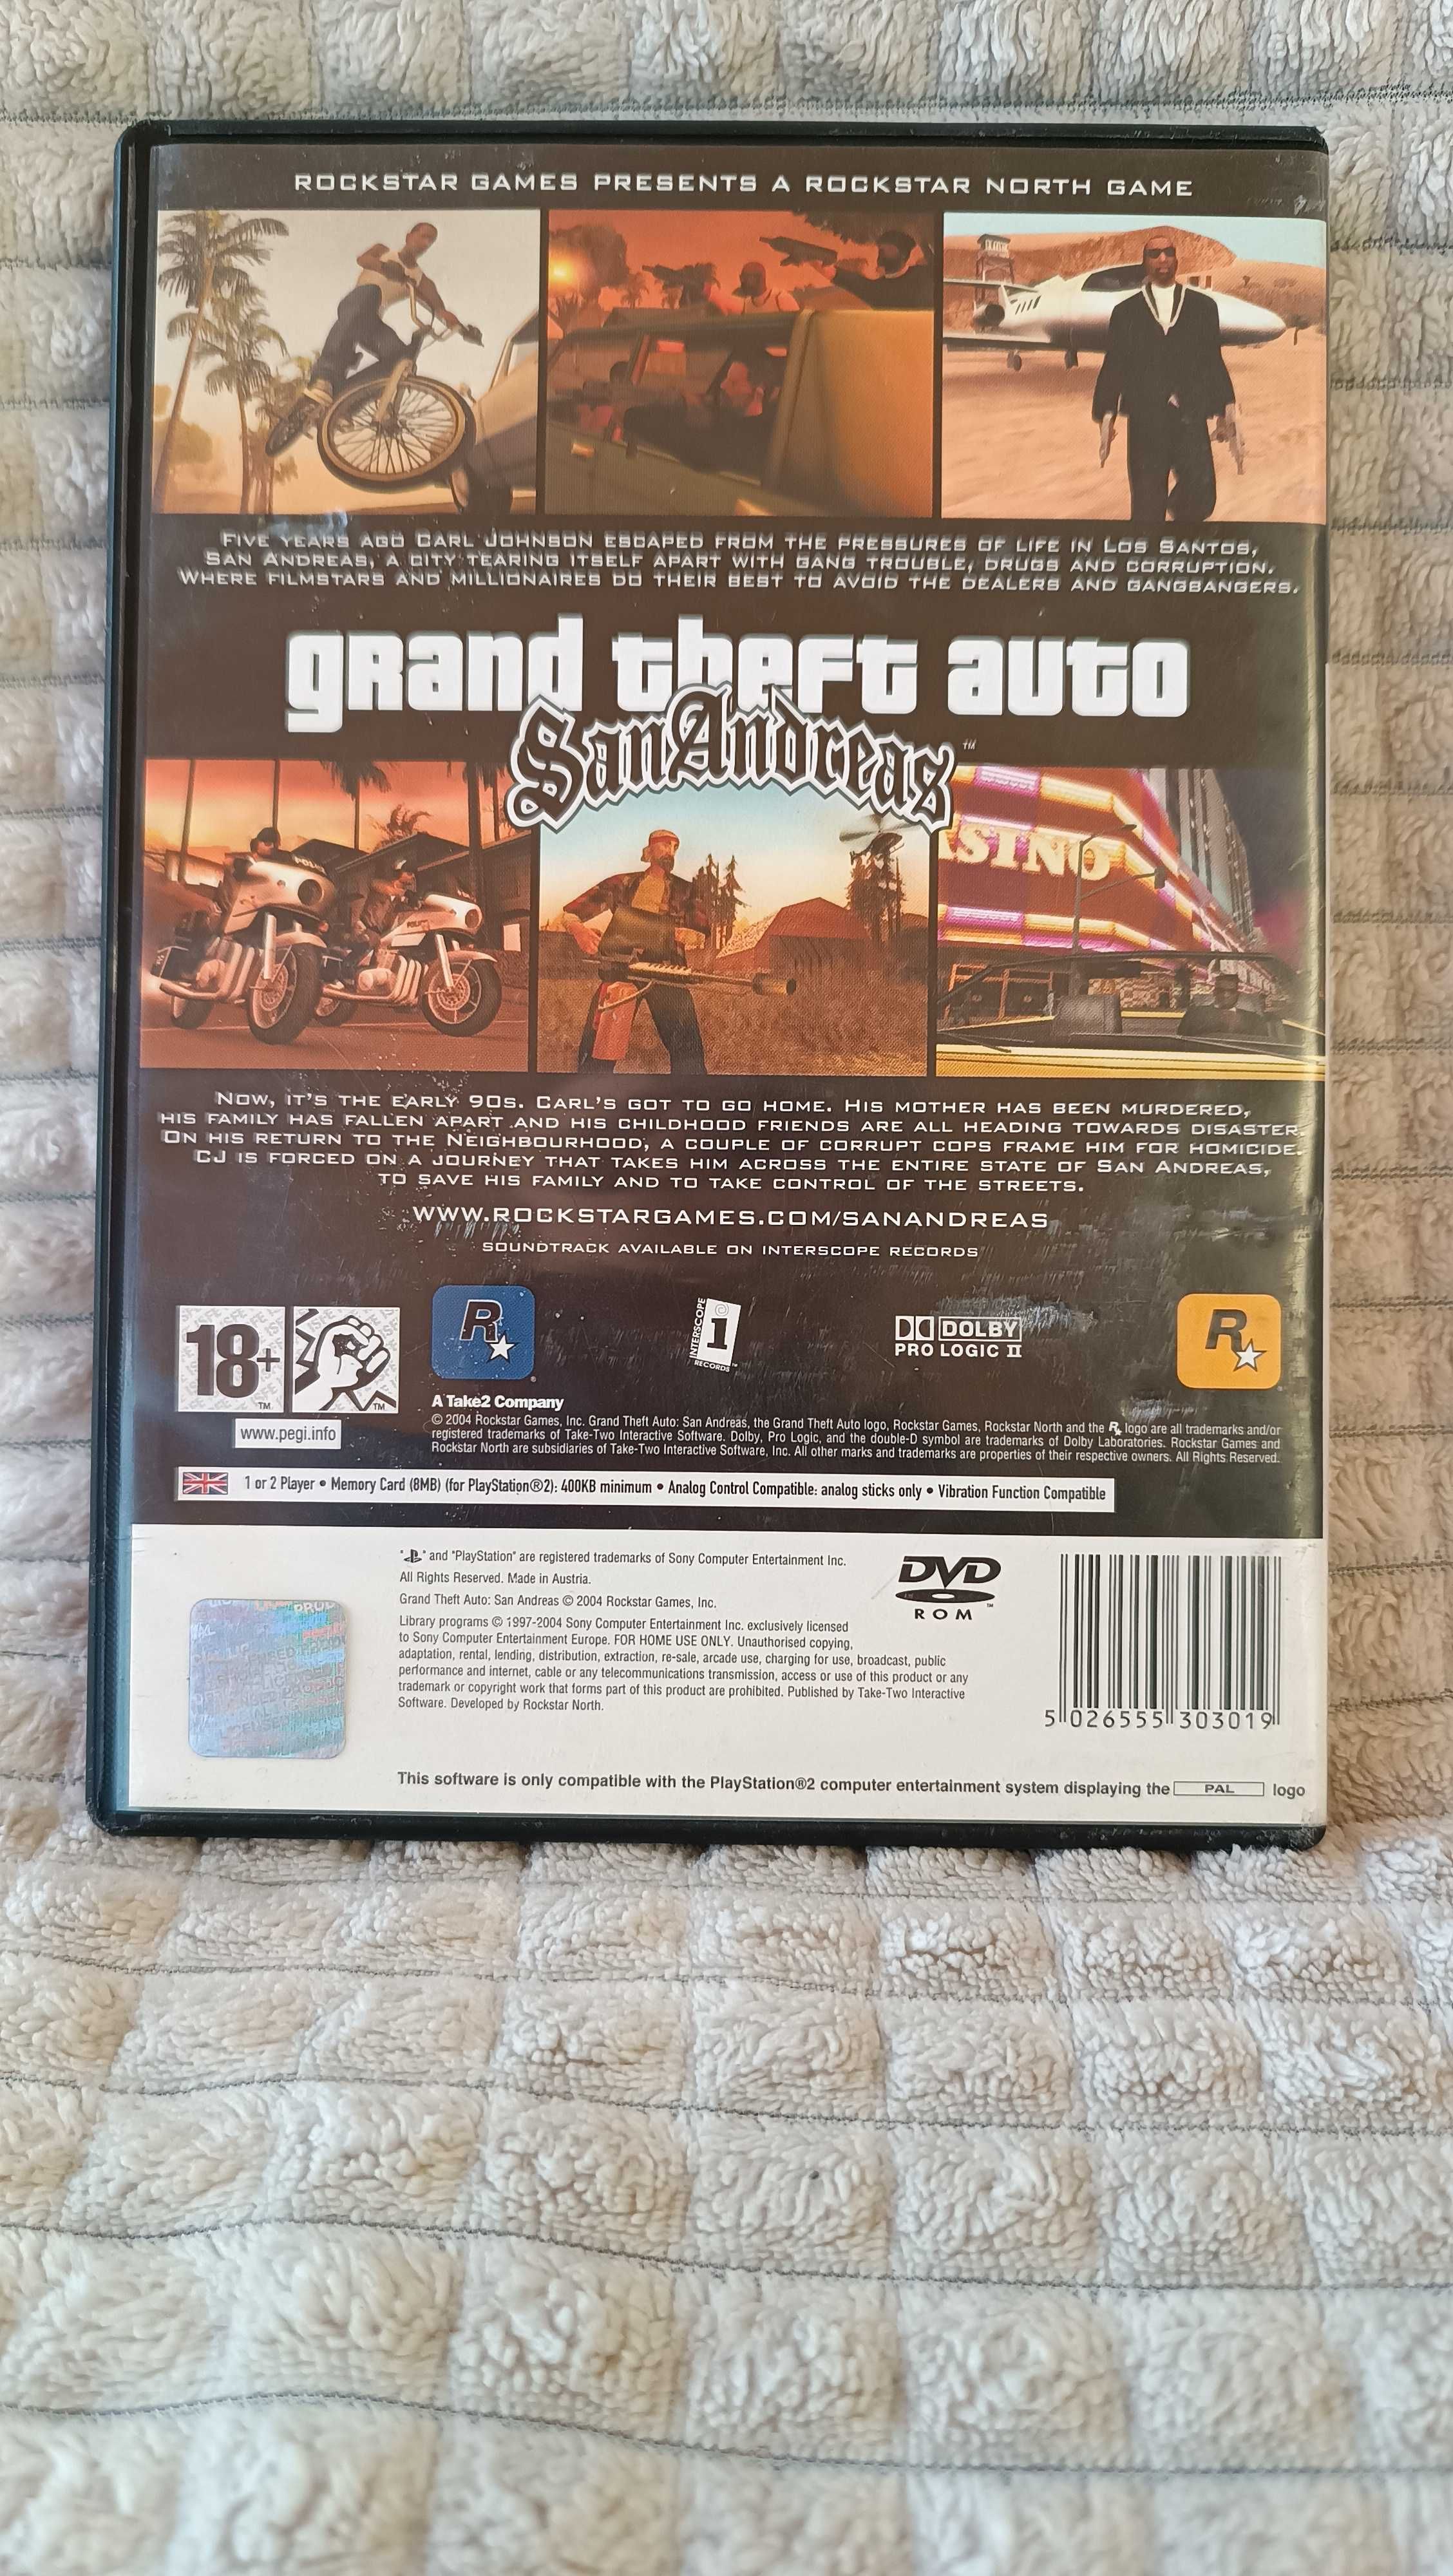 ROCKSTAR GAMES PRESENTS A ROCKSTAR NORTH GAME
FIVE YEARS AGO CARL JOHNSON ESCAPED FROM THE PRESSURES OF LIFE IN LOS SANTOS,
SAN ANDREAS, A CITY TEARING ITSELF APART WITH GANG TROUBLE, DRUGS AND CORRUPTION.
WHERE FILMSTARS AND MILLIONAIRES DO THEIR BEST TO AVOID THE DEALERS AND GANGBANGERS.
grand theft auto
San Andreas™
POLICE
SINO
NOW, IT'S THE EARLY 90S. CARL'S GOT TO GO HOME. HIS MOTHER HAS BEEN MURDERED,
HIS FAMILY HAS FALLEN APART AND HIS CHILDHOOD FRIENDS ARE ALL HEADING TOWARDS DISASTER.
ON HIS RETURN TO THE NEIGHBOURHOOD, A COUPLE OF CORRUPT COPS FRAME HIM FOR HOMICIDE.
CJ IS FORCED ON A JOURNEY THAT TAKES HIM ACROSS THE ENTIRE STATE OF SAN ANDREAS,
TO SAVE HIS FAMILY AND TO TAKE CONTROL OF THE STREETS.
WWW.ROCKSTARGAMES.COM/SANANDREAS
SOUNDTRACK AVAILABLE ON INTERSCOPE RECORDS
18+™
™
www.pegi.info
R®
INTERSCOPE
i
RECORDS™
DOLBY
PRO LOGIC II
R®
A Take2 Company
© 2004 Rockstar Games, Inc. Grand Theft Auto: San Andreas, the Grand Theft Auto logo, Rockstar Games, Rockstar North and the R logo are all trademarks and/or
registered trademarks of Take-Two Interactive Software. Dolby, Pro Logic, and the double-D symbol are trademarks of Dolby Laboratories. Rockstar Games and
Rockstar North are subsidiaries of Take-Two Interactive Software, Inc. All other marks and trademarks are properties of their respective owners. All Rights Reserved.
1 or 2 Player • Memory Card (8MB) (for PlayStation®2): 400KB minimum • Analog Control Compatible: analog sticks only • Vibration Function Compatible
" " and "PlayStation" are registered trademarks of Sony Computer Entertainment Inc.
All Rights Reserved. Made in Austria.
Grand Theft Auto: San Andreas © 2004 Rockstar Games, Inc.
Library programs © 1997-2004 Sony Computer Entertainment Inc. exclusively licensed
to Sony Computer Entertainment Europe. FOR HOME USE ONLY. Unauthorised copying,
adaptation, rental, lending, distribution, extraction, re-sale, arcade use, charging for use, broadcast, public
performance and internet, cable or any telecommunications transmission, access or use of this product or any
trademark or copyright work that forms part of this product are prohibited. Published by Take-Two Interactive
Software. Developed by Rockstar North.
DVD
ROM™
5 026555 303019
This software is only compatible with the PlayStation®2 computer entertainment system displaying the PAL logo